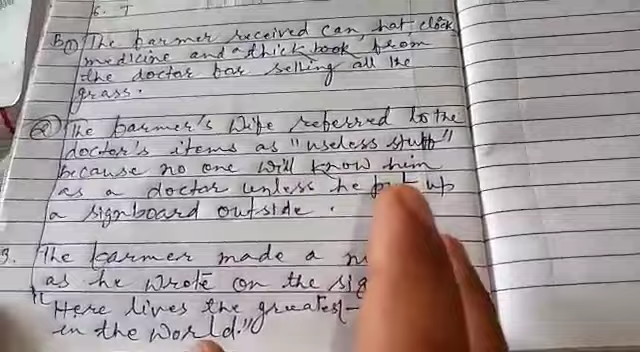 6. T
B① The farmer received can hat clock,
medicine and a thick book from
the doctor for selling all the
grass.
② The farmer's wife referred to the
doctor's items as "useless stuff"
because no one will know him
as a doctor unless he put up
a signboard outside.
3. The farmer made a
as he wrote on the
"Here lives the greatest
in the world."